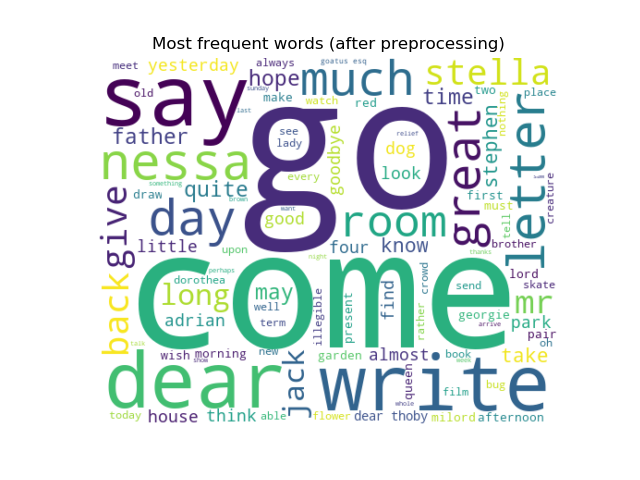 Most frequent words (after preprocessing)
meet yesterday always goatus esq
say hope much sunday stella
old make watch red time two place
father last
go
see relief
lady dog
nessa quite every goodbye look great stephen nothing letter
something draw brown first creature
give day want good room must
tell
little upon four know brother
night thanks
back perhaps come lord
dorothea crowd send skate
long may find mr
adrian well illegible present georgie park
term rather arrive pair
talk oh
wish morning new garden almost book week take
show
dear jack queen write bug
film
whole
today house think able flower dear thoby milord afternoon